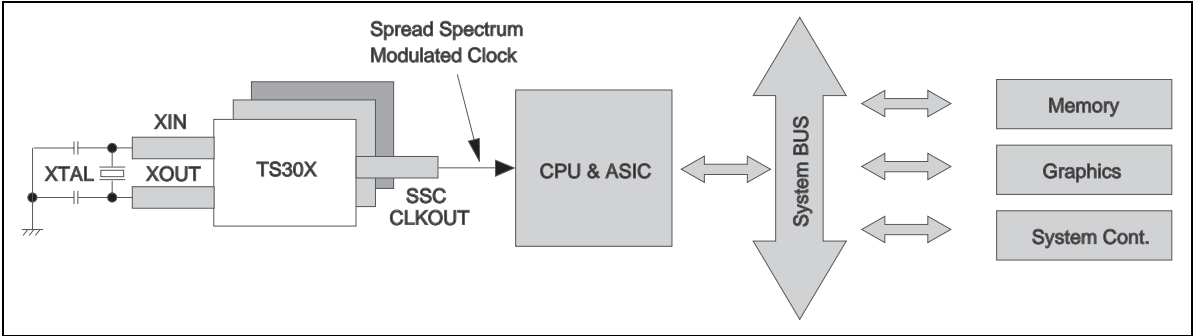 Spread Spectrum
Modulated Clock
XIN
XTAL
XOUT
TS30X
SSC
CLKOUT
CPU & ASIC
System BUS
Memory
Graphics
System Cont.